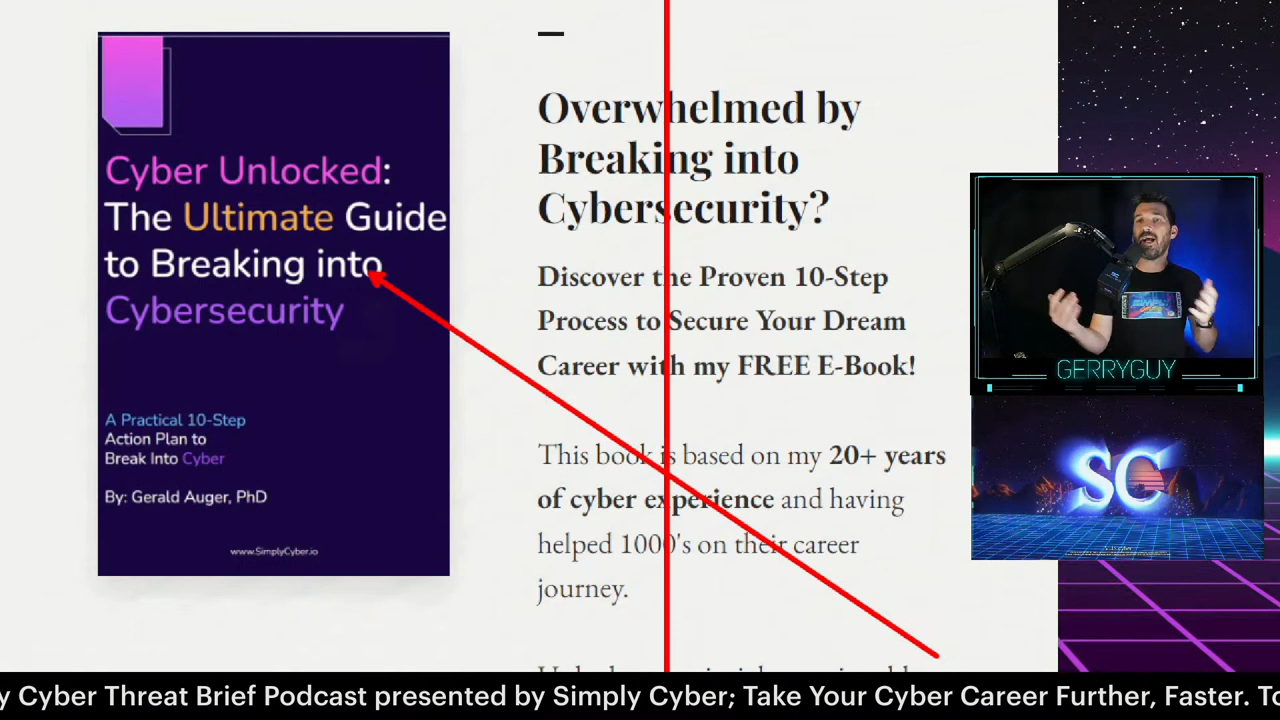 Cyber Unlocked:
The Ultimate Guide
to Breaking into
Cybersecurity
A Practical 10-Step
Action Plan to
Break Into Cyber
By: Gerald Auger, PhD
www.SimplyCyber.io
Overwhelmed by
Breaking into
Cybersecurity?
Discover the Proven 10-Step
Process to Secure Your Dream
Career with my FREE E-Book!
This book is based on my 20+ years
of cyber experience and having
helped 1000's on their career
journey.
GERRYGUY
SC
y Cyber Threat Brief Podcast presented by Simply Cyber; Take Your Cyber Career Further, Faster. To